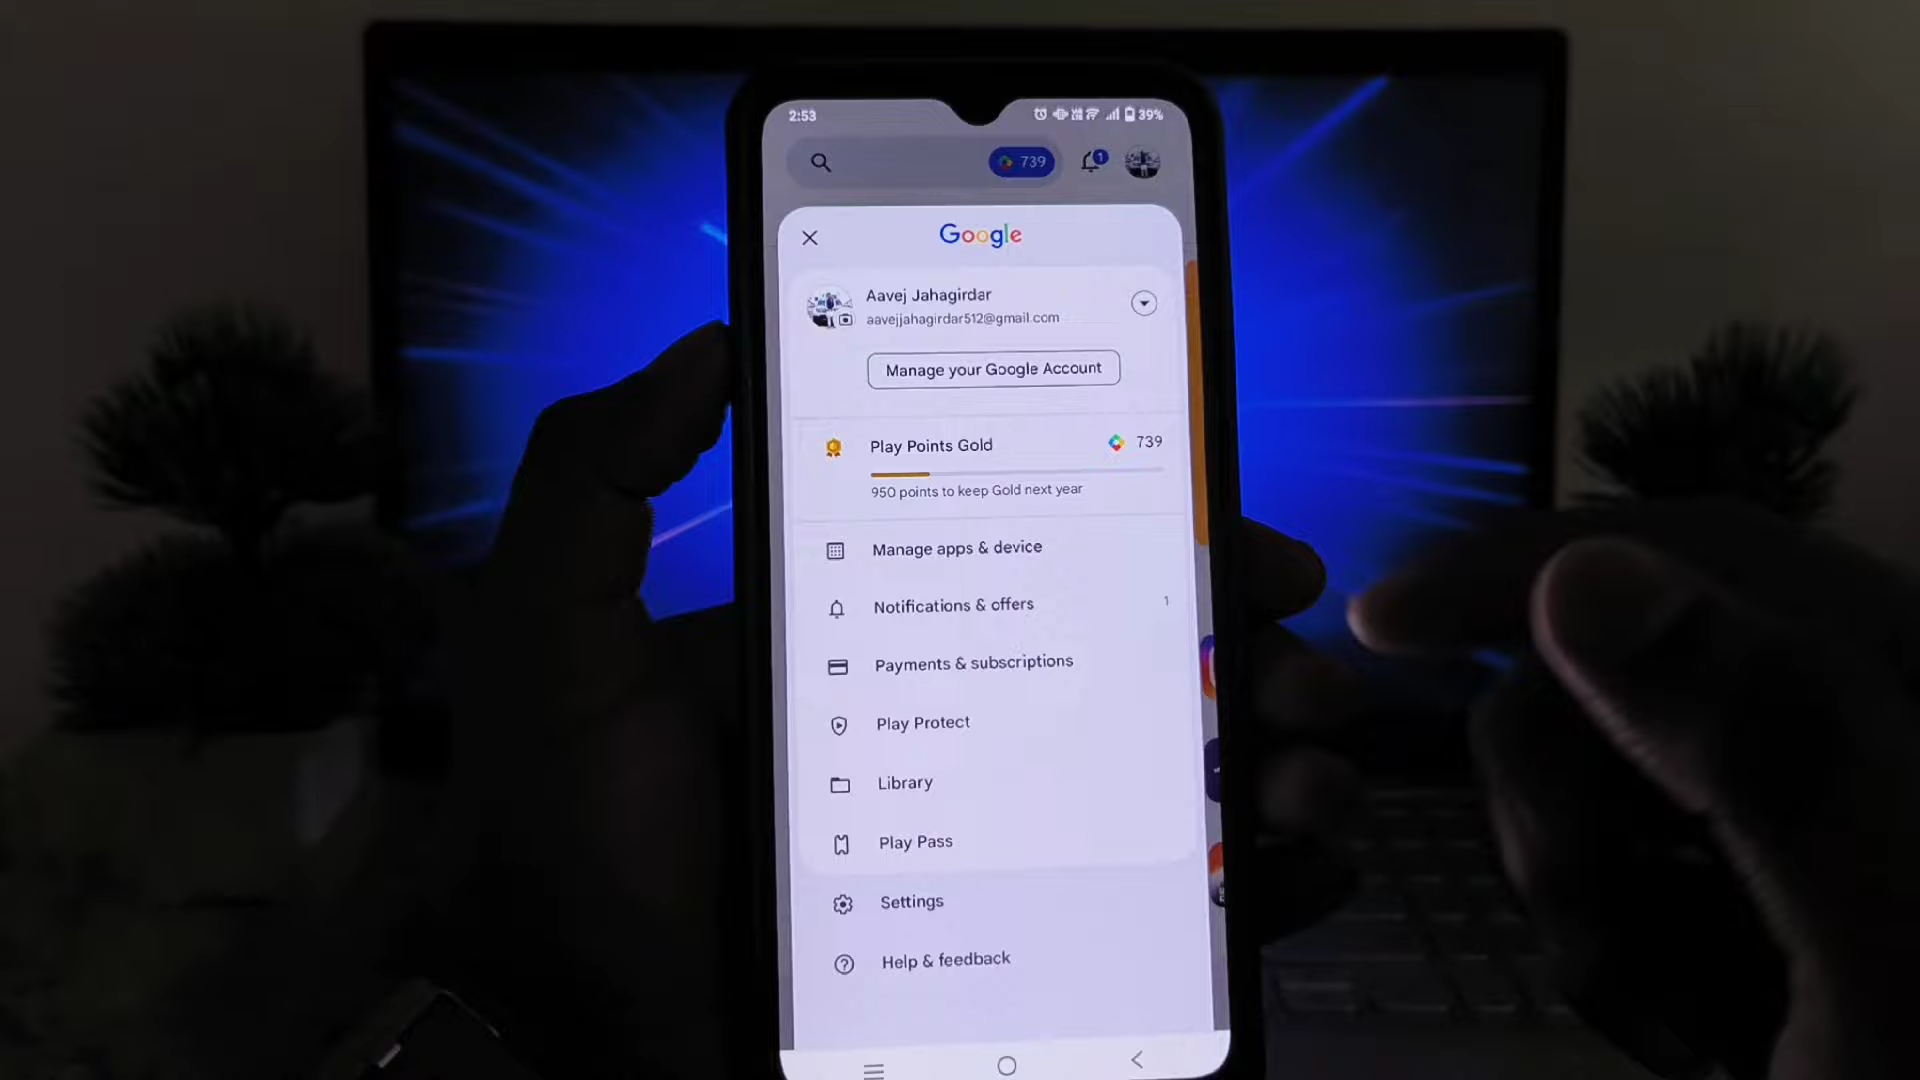 2:53
39%
739
1
Google
Aavej Jahagirdar
aavejjahagirdar512@gmail.com
Manage your Google Account
Play Points Gold
739
950 points to keep Gold next year
Manage apps & device
Notifications & offers
1
Payments & subscriptions
Play Protect
Library
Play Pass
Settings
Help & feedback